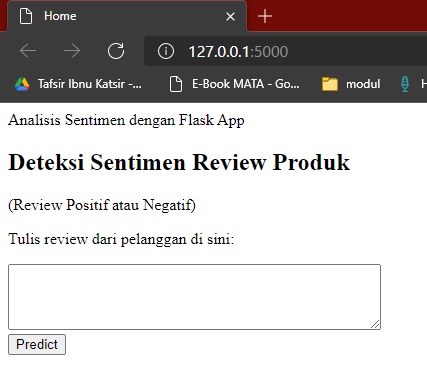 Home
127.0.0.1:5000
Tafsir Ibnu Katsir -...
E-Book MATA - Go...
modul
H
Analisis Sentimen dengan Flask App
Deteksi Sentimen Review Produk
(Review Positif atau Negatif)
Tulis review dari pelanggan di sini:
Predict